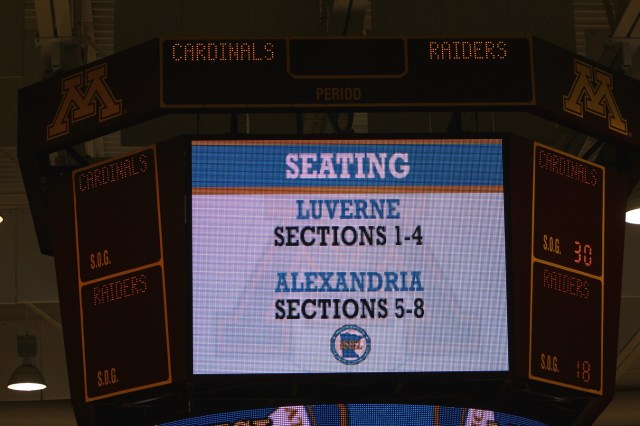 CARDINALS RAIDERS
PERIOD
M
M
CARDINALS
S.O.G.
RAIDERS
S.O.G.
SEATING
LUVERNE
SECTIONS 1-4
ALEXANDRIA
SECTIONS 5-8
CARDINALS
S.O.G. 30
RAIDERS
S.O.G. 18